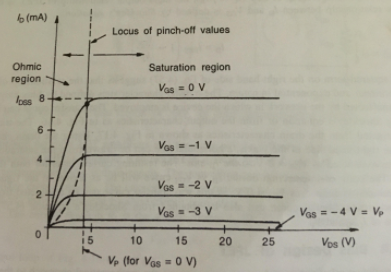 I_D (mA)
Locus of pinch-off values
Ohmic
region
Saturation region
I_DSS
8
V_GS = 0 V
6
V_GS = −1 V
4
V_GS = −2 V
2
V_GS = −3 V
V_GS = −4 V = V_P
0
5
10
15
20
25
V_DS (V)
V_P (for V_GS = 0 V)